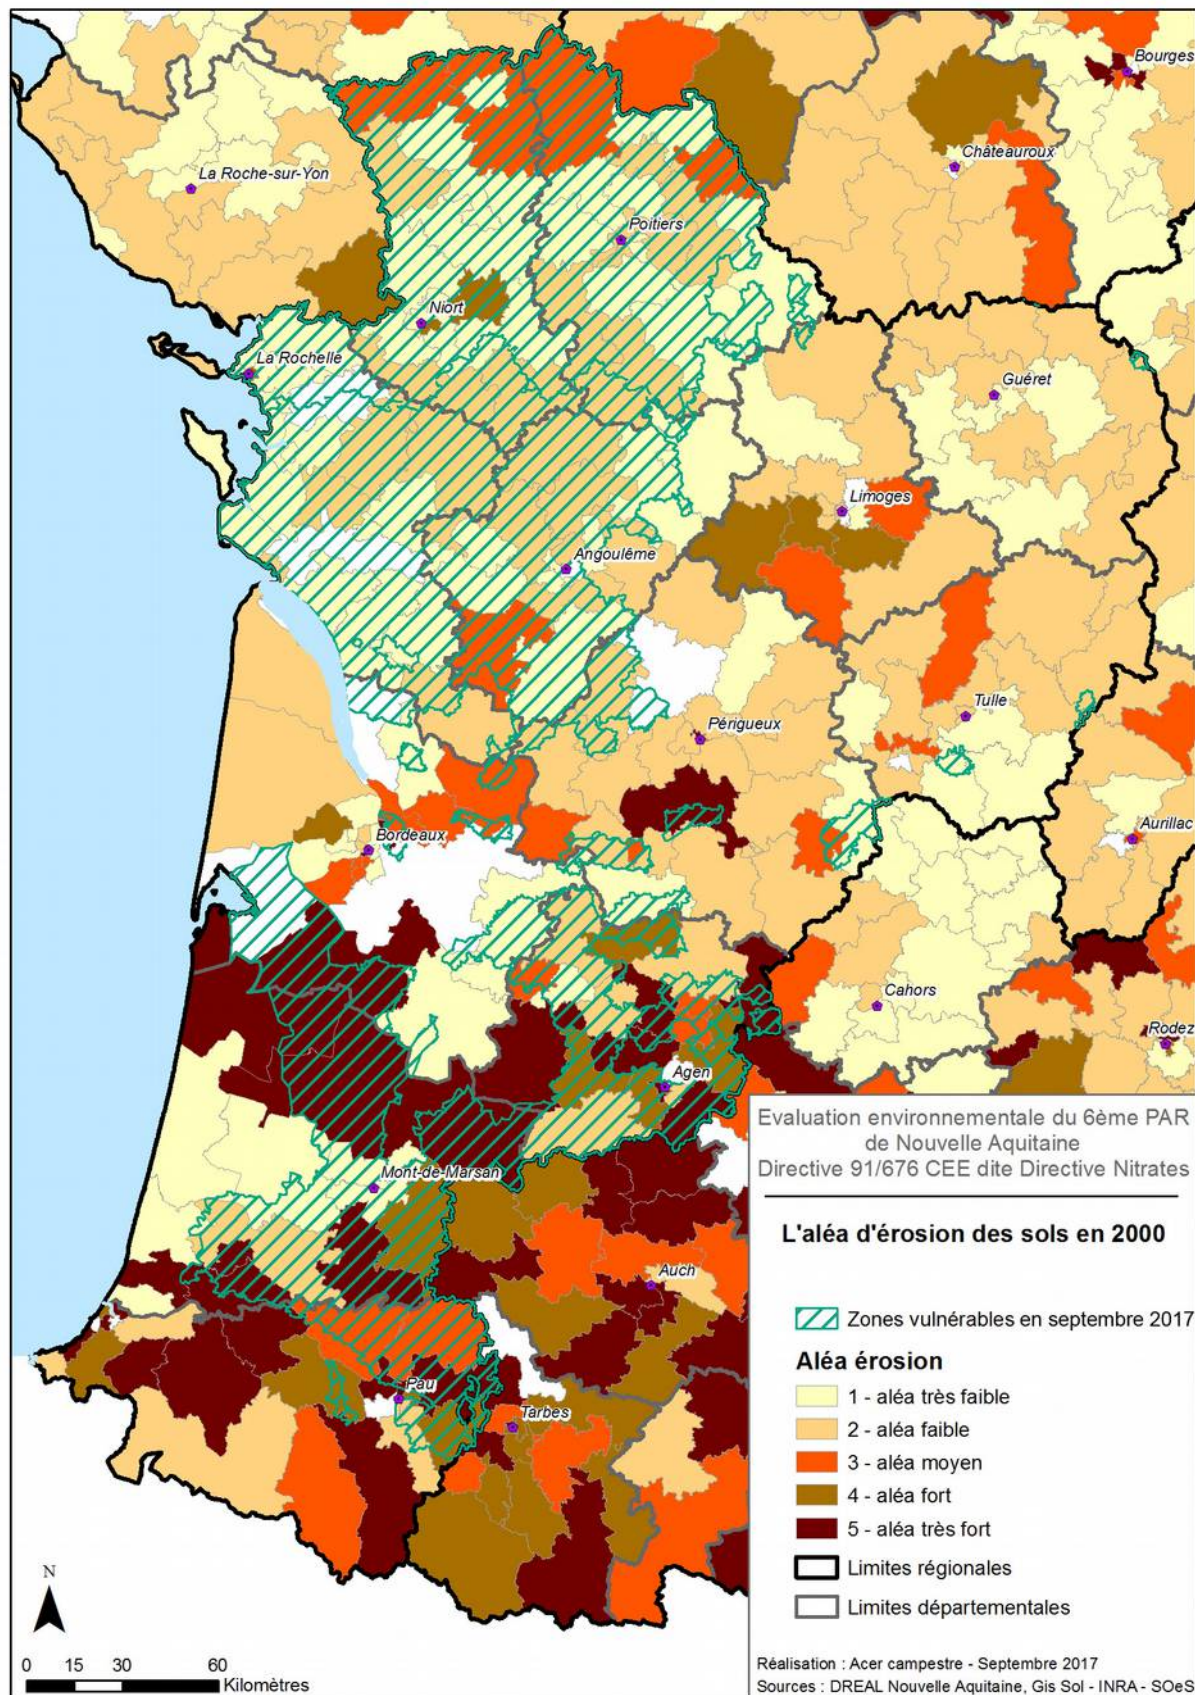 Bourges
Châteauroux
La Roche-sur-Yon
Poitiers
Niort
La Rochelle
Guéret
Limoges
Angoulême
Tulle
Périgueux
Bordeaux
Aurillac
Cahors
Rodez
Agen
Mont-de-Marsan
Auch
Pau
Tarbes
Evaluation environnementale du 6ème PAR
de Nouvelle Aquitaine
Directive 91/676 CEE dite Directive Nitrates
L'aléa d'érosion des sols en 2000
Zones vulnérables en septembre 2017
Aléa érosion
1 - aléa très faible
2 - aléa faible
3 - aléa moyen
4 - aléa fort
5 - aléa très fort
Limites régionales
Limites départementales
N
0 15 30 60
Kilomètres
Réalisation : Acer campestre - Septembre 2017
Sources : DREAL Nouvelle Aquitaine, Gis Sol - INRA - SOeS